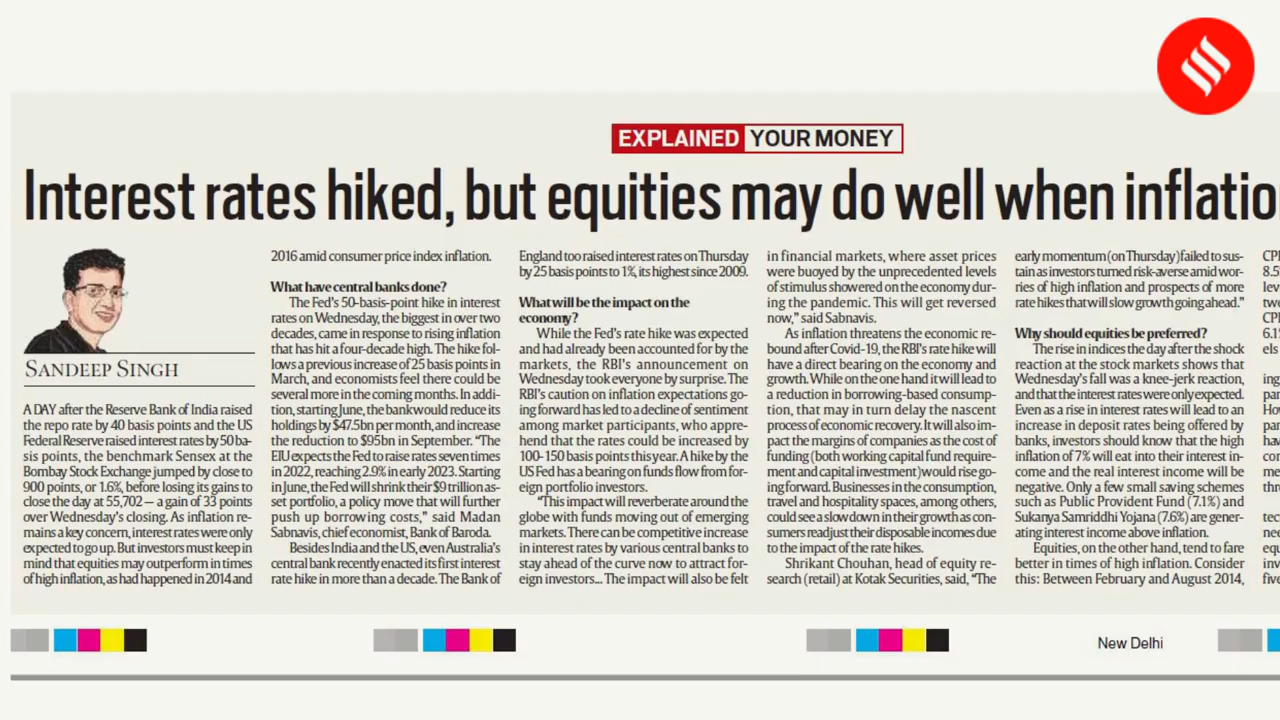 EXPLAINED YOUR MONEY
Interest rates hiked, but equities may do well when inflatio
SANDEEP SINGH
A DAY after the Reserve Bank of India raised
the repo rate by 40 basis points and the US
Federal Reserve raised interest rates by 50 ba-
sis points, the benchmark Sensex at the
Bombay Stock Exchange jumped by close to
900 points, or 1.6%, before losing its gains to
close the day at 55,702 — a gain of 33 points
over Wednesday's closing. As inflation re-
mains a key concern, interest rates were only
expected to go up. But investors must keep in
mind that equities may outperform in times
of high inflation, as had happened in 2014 and
2016 amid consumer price index inflation.
What have central banks done?
The Fed's 50-basis-point hike in interest
rates on Wednesday, the biggest in over two
decades, came in response to rising inflation
that has hit a four-decade high. The hike fol-
lows a previous increase of 25 basis points in
March, and economists feel there could be
several more in the coming months. In addi-
tion, starting June, the bank would reduce its
holdings by $47.5bn per month, and increase
the reduction to $95bn in September. "The
EIU expects the Fed to raise rates seven times
in 2022, reaching 2.9% in early 2023. Starting
in June, the Fed will shrink their $9 trillion as-
set portfolio, a policy move that will further
push up borrowing costs," said Madan
Sabnavis, chief economist, Bank of Baroda.
Besides India and the US, even Australia's
central bank recently enacted its first interest
rate hike in more than a decade. The Bank of
England too raised interest rates on Thursday
by 25 basis points to 1%, its highest since 2009.
What will be the impact on the
economy?
While the Fed's rate hike was expected
and had already been accounted for by the
markets, the RBI's announcement on
Wednesday took everyone by surprise. The
RBI's caution on inflation expectations go-
ing forward has led to a decline of sentiment
among market participants, who appre-
hend that the rates could be increased by
100-150 basis points this year. A hike by the
US Fed has a bearing on funds flow from for-
eign portfolio investors.
"This impact will reverberate around the
globe with funds moving out of emerging
markets. There can be competitive increase
in interest rates by various central banks to
stay ahead of the curve now to attract for-
eign investors... The impact will also be felt
in financial markets, where asset prices
were buoyed by the unprecedented levels
of stimulus showered on the economy dur-
ing the pandemic. This will get reversed
now," said Sabnavis.
As inflation threatens the economic re-
bound after Covid-19, the RBI's rate hike will
have a direct bearing on the economy and
growth. While on the one hand it will lead to
a reduction in borrowing-based consump-
tion, that may in turn delay the nascent
process of economic recovery. It will also im-
pact the margins of companies as the cost of
funding (both working capital fund require-
ment and capital investment) would rise go-
ing forward. Businesses in the consumption,
travel and hospitality spaces, among others,
could see a slowdown in their growth as con-
sumers readjust their disposable incomes due
to the impact of the rate hikes.
Shrikant Chouhan, head of equity re-
search (retail) at Kotak Securities, said, "The
early momentum (on Thursday) failed to sus-
tain as investors turned risk-averse amid wor-
ries of high inflation and prospects of more
rate hikes that will slow growth going ahead."
Why should equities be preferred?
The rise in indices the day after the shock
reaction at the stock markets shows that
Wednesday's fall was a knee-jerk reaction,
and that the interest rates were only expected.
Even as a rise in interest rates will lead to an
increase in deposit rates being offered by
banks, investors should know that the high
inflation of 7% will eat into their interest in-
come and the real interest income will be
negative. Only a few small saving schemes
such as Public Provident Fund (7.1%) and
Sukanya Samriddhi Yojana (7.6%) are gener-
ating interest income above inflation.
Equities, on the other hand, tend to fare
better in times of high inflation. Consider
this: Between February and August 2014,
CPI
8.5
lev
two
CPI
6.1
els
ing
par
Ho
par
hav
con
thr
tec
nee
equ
inv
five
New Delhi